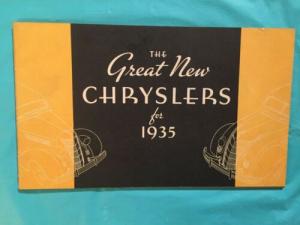 THE
Great New
CHRYSLERS
for
1935